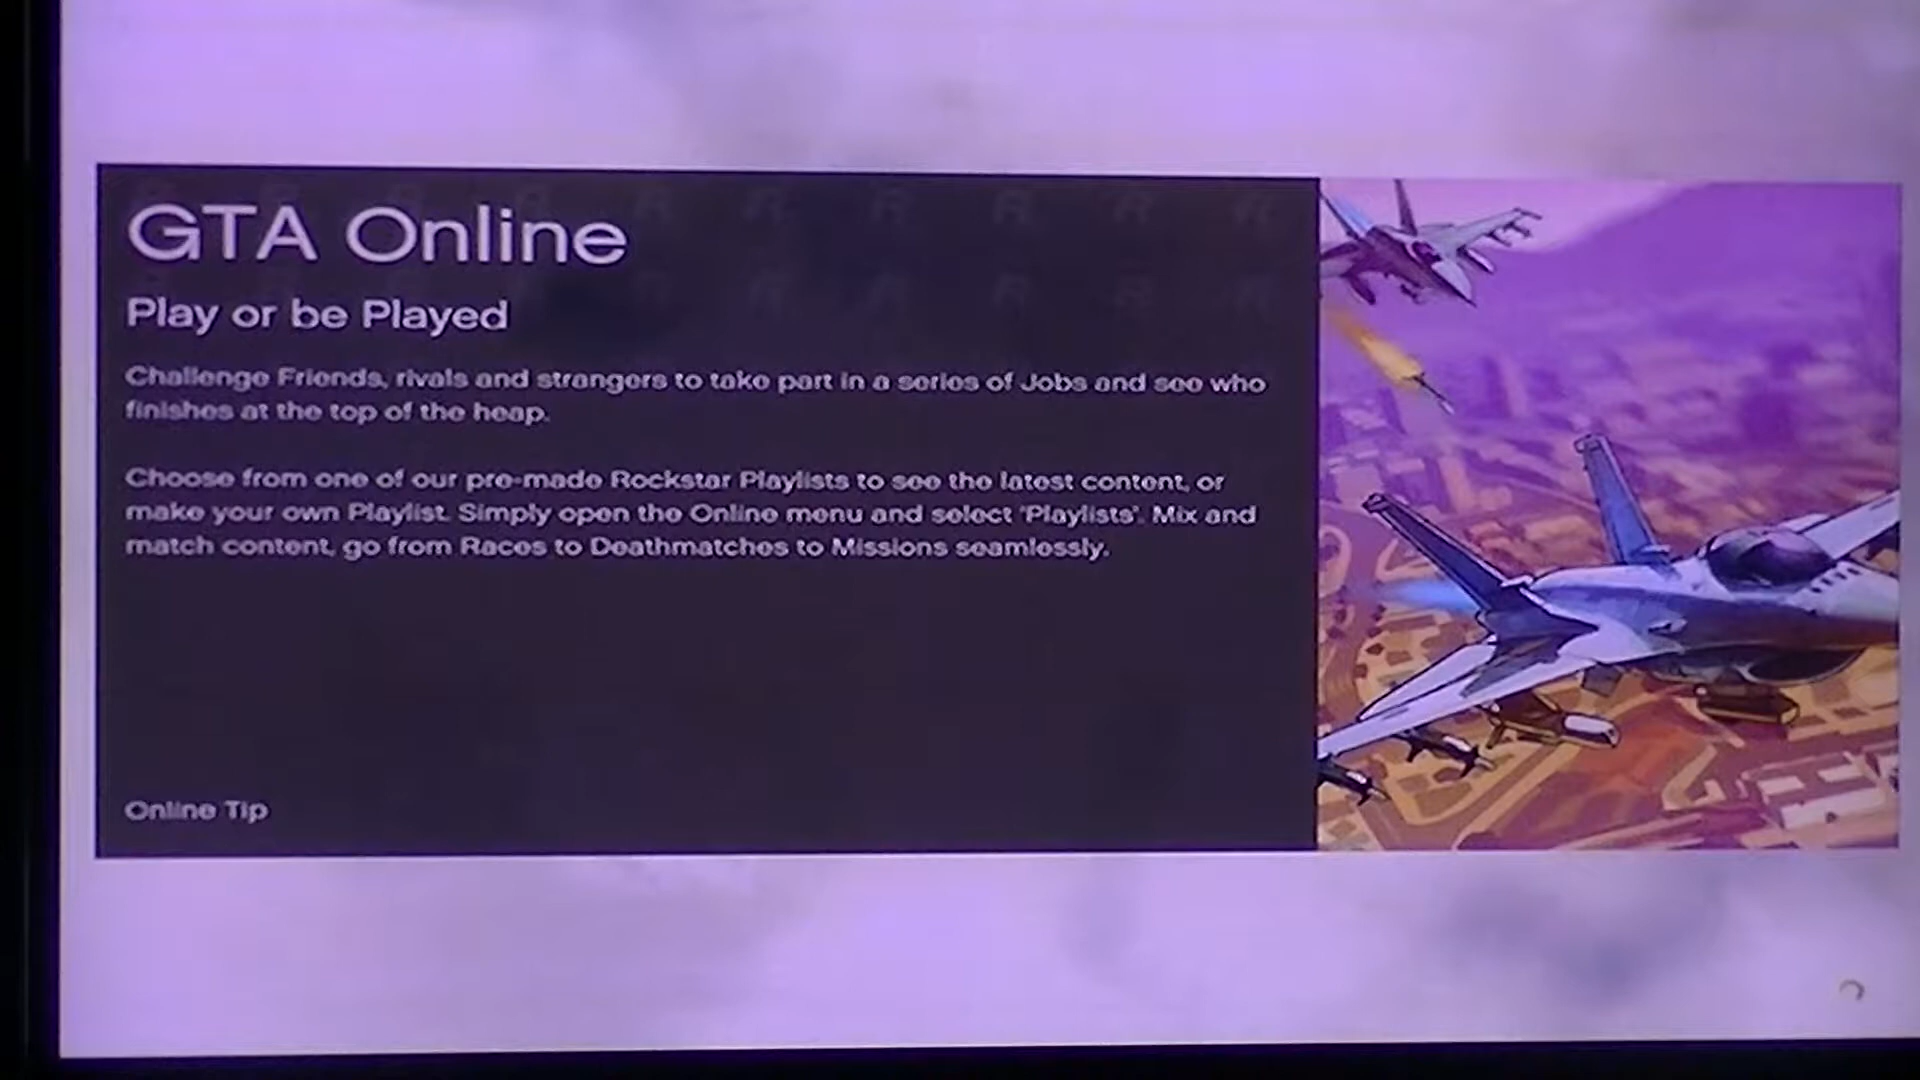 GTA Online
Play or be Played
Challenge Friends, rivals and strangers to take part in a series of Jobs and see who
finishes at the top of the heap.
Choose from one of our pre-made Rockstar Playlists to see the latest content, or
make your own Playlist. Simply open the Online menu and select 'Playlists'. Mix and
match content, go from Races to Deathmatches to Missions seamlessly.
Online Tip